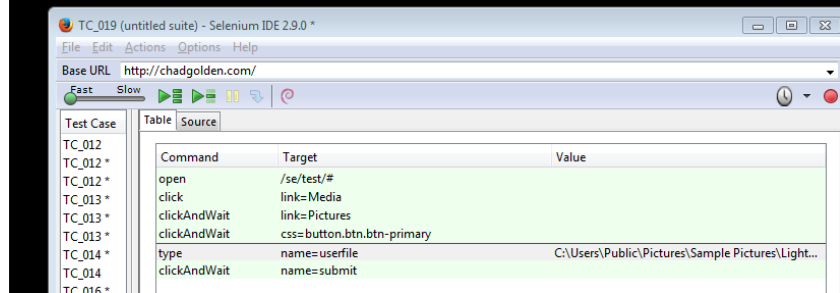 TC_019 (untitled suite) - Selenium IDE 2.9.0 *
File Edit Actions Options Help
Base URL http://chadgolden.com/
Fast Slow
Test Case Table Source
TC_012
TC_012 *
TC_012 *
TC_013 *
TC_013 *
TC_013 *
TC_014 *
TC_014
TC_016 *
Command Target Value
open /se/test/#
click link=Media
clickAndWait link=Pictures
clickAndWait css=button.btn.btn-primary
type name=userfile C:\Users\Public\Pictures\Sample Pictures\Light...
clickAndWait name=submit